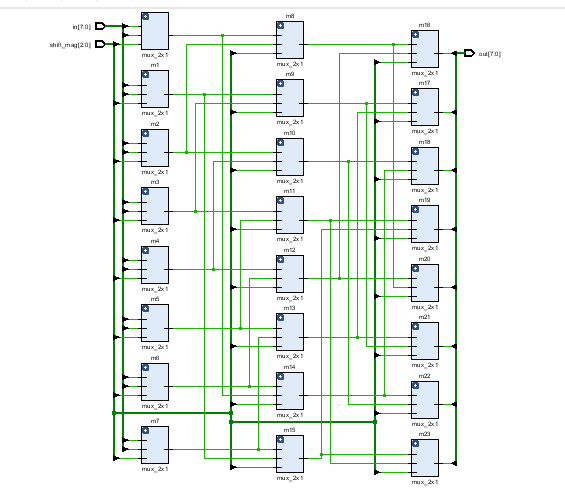 in[7:0]
shift_mag[2:0]
mux_2x1
m1
mux_2x1
m2
mux_2x1
m3
mux_2x1
m4
mux_2x1
m5
mux_2x1
m6
mux_2x1
m7
mux_2x1
m8
mux_2x1
m9
mux_2x1
m10
mux_2x1
m11
mux_2x1
m12
mux_2x1
m13
mux_2x1
m14
mux_2x1
m15
mux_2x1
m16
mux_2x1
m17
mux_2x1
m18
mux_2x1
m19
mux_2x1
m20
mux_2x1
m21
mux_2x1
m22
mux_2x1
m23
mux_2x1
out[7:0]